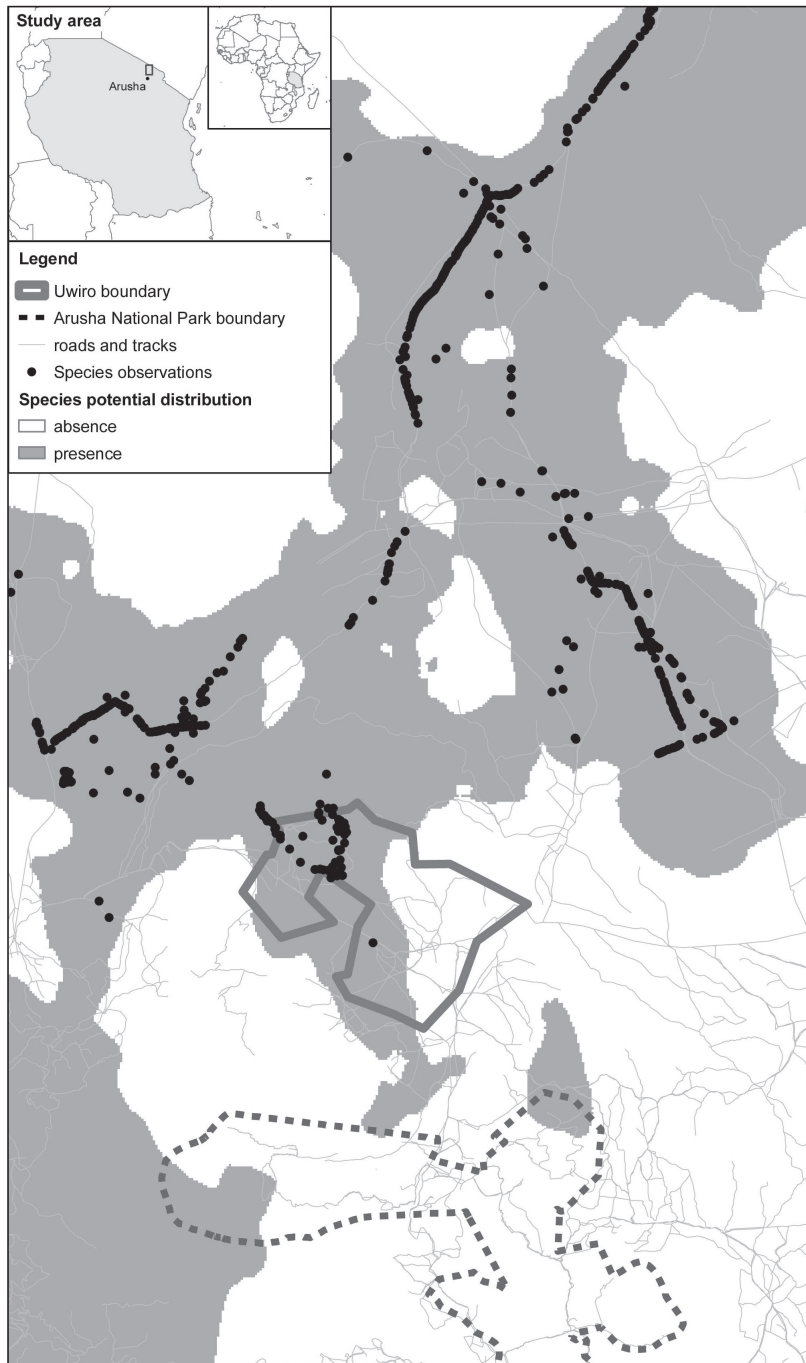 Study area
Arusha
Legend
Uwiro boundary
Arusha National Park boundary
roads and tracks
Species observations
Species potential distribution
absence
presence